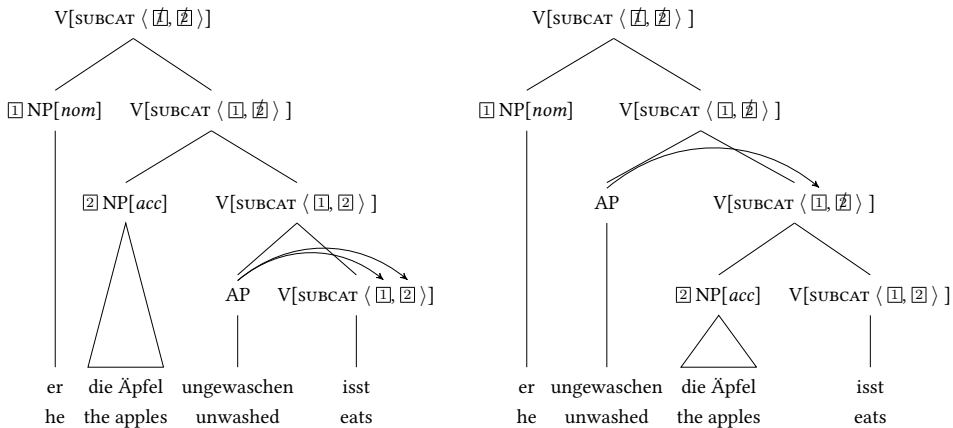 V[SUBCAT ⟨ 1̸, 2̸ ⟩] V[SUBCAT ⟨ 1̸, 2̸ ⟩]
1 NP[nom] V[SUBCAT ⟨ 1, 2̸ ⟩ ] 1 NP[nom] V[SUBCAT ⟨ 1, 2̸ ⟩ ]
2 NP[acc] V[SUBCAT ⟨ 1, 2 ⟩ ] AP V[SUBCAT ⟨ 1, 2̸ ⟩ ]
AP V[SUBCAT ⟨ 1, 2 ⟩] 2 NP[acc] V[SUBCAT ⟨ 1, 2 ⟩ ]
er die Äpfel ungewaschen isst er ungewaschen die Äpfel isst
he the apples unwashed eats he unwashed the apples eats